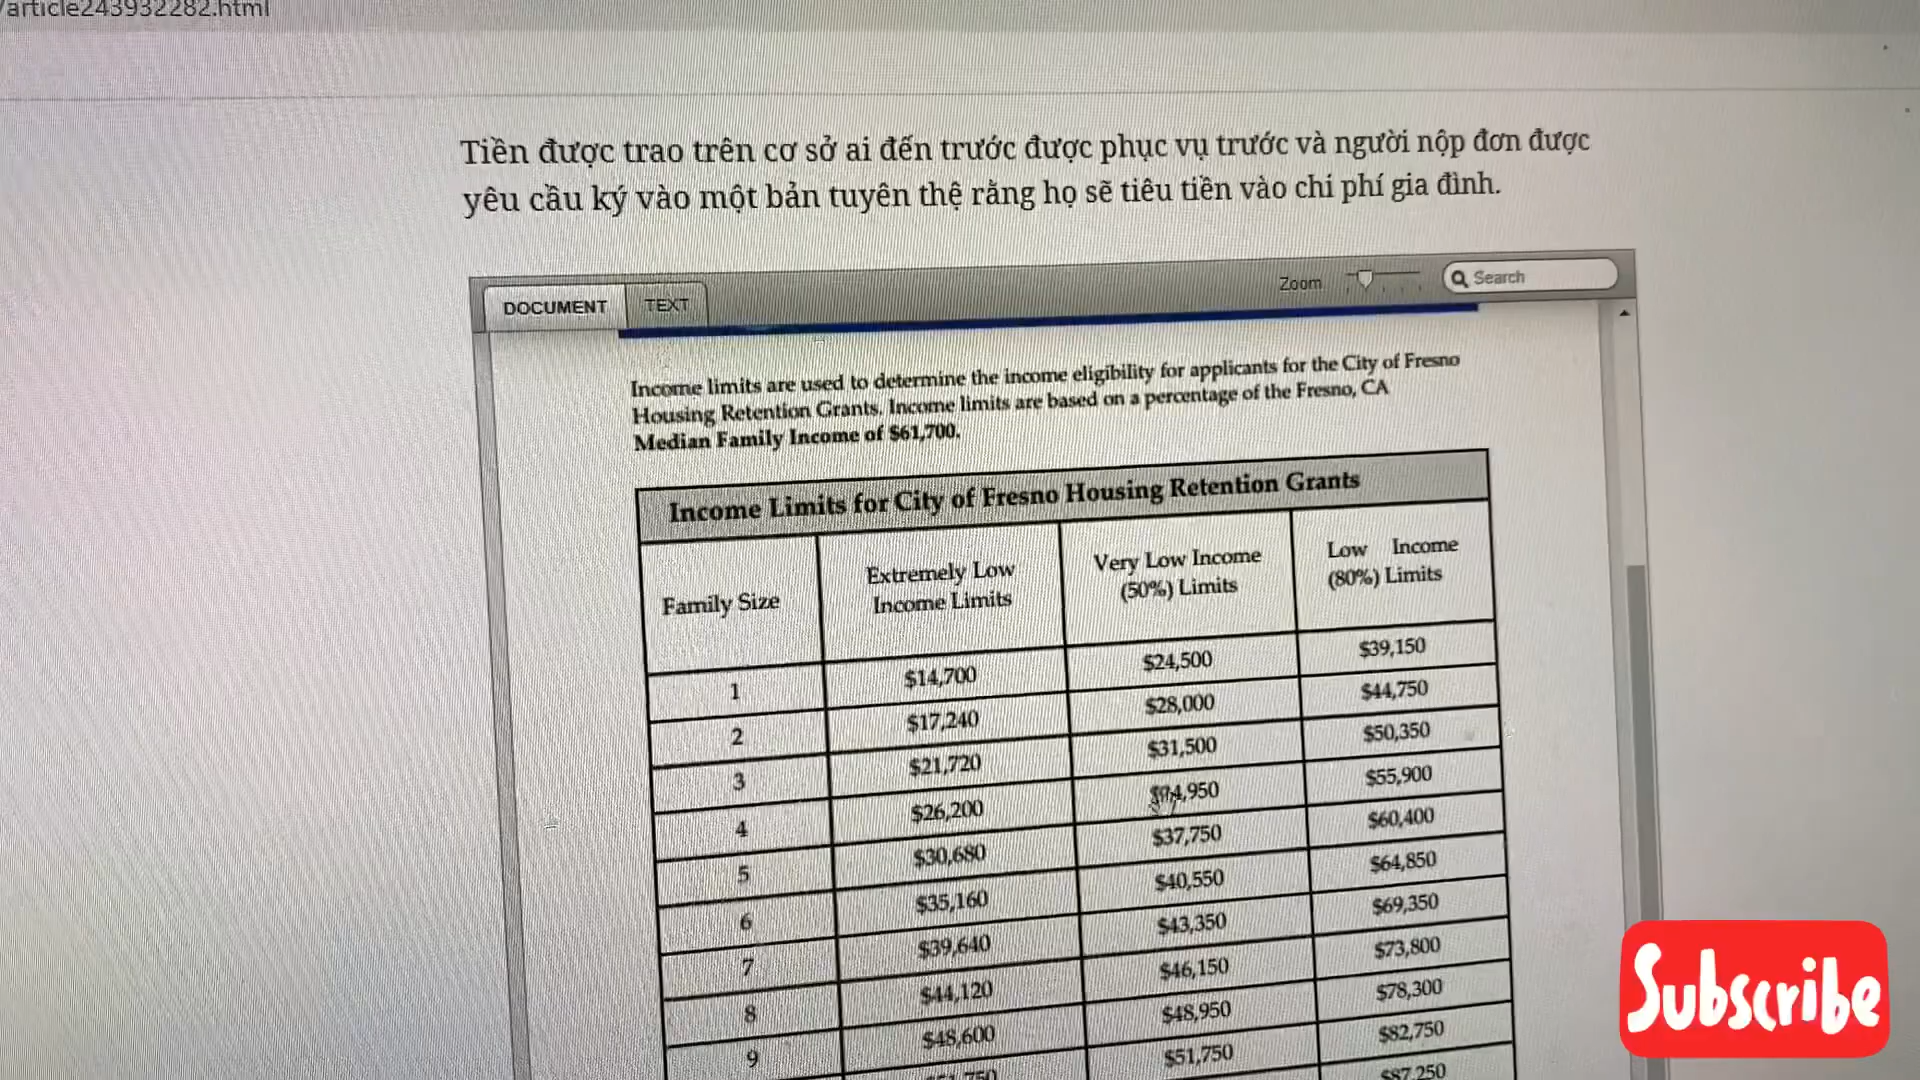 /article243932282.html
Tiền được trao trên cơ sở ai đến trước được phục vụ trước và người nộp đơn được
yêu cầu ký vào một bản tuyên thệ rằng họ sẽ tiêu tiền vào chi phí gia đình.
DOCUMENT TEXT Zoom Search
Income limits are used to determine the income eligibility for applicants for the City of Fresno
Housing Retention Grants. Income limits are based on a percentage of the Fresno, CA
Median Family Income of $61,700.
Income Limits for City of Fresno Housing Retention Grants
Family Size
Extremely Low
Income Limits
Very Low Income
(50%) Limits
Low Income
(80%) Limits
1 $14,700 $24,500 $39,150
2 $17,240 $28,000 $44,750
3 $21,720 $31,500 $50,350
4 $26,200 $34,950 $55,900
5 $30,680 $37,750 $60,400
6 $35,160 $40,550 $64,850
7 $39,640 $43,350 $69,350
8 $44,120 $46,150 $73,800
9 $48,600 $48,950 $78,300
$51,750 $82,750
$87,250
Subscribe